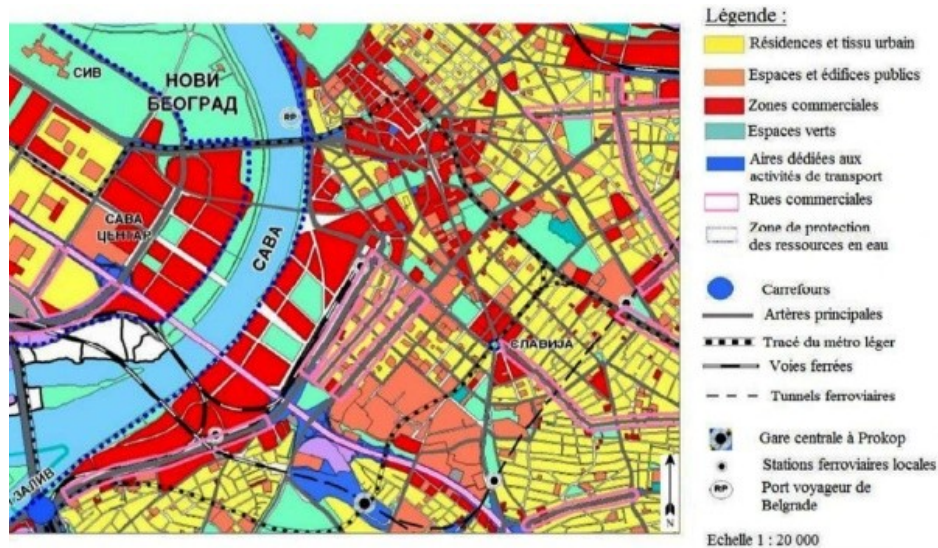 СИВ
НОВИ
БЕОГРАД
RP
САВА
ЦЕНТАР
САВА
СЛАВИЈА
ЗАЛИВ
N
Légende :
Résidences et tissu urbain
Espaces et édifices publics
Zones commerciales
Espaces verts
Aires dédiées aux
activités de transport
Rues commerciales
Zone de protection
des ressources en eau
Carrefours
Artères principales
Tracé du métro léger
Voies ferrées
Tunnels ferroviaires
Gare centrale à Prokop
Stations ferroviaires locales
RP
Port voyageur de
Belgrade
Echelle 1 : 20 000